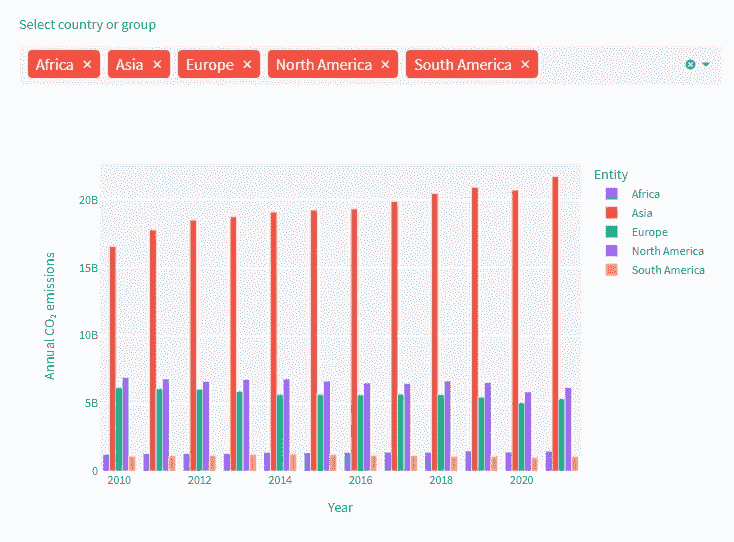 Select country or group
Africa × Asia × Europe × North America × South America ×
Entity
Africa
Asia
Europe
North America
South America
20B
15B
10B
5B
0
Annual CO₂ emissions
2010 2012 2014 2016 2018 2020
Year